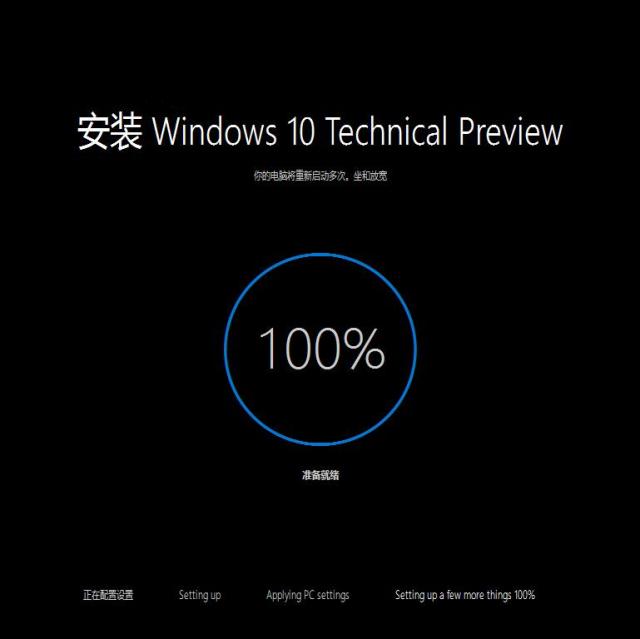 安装 Windows 10 Technical Preview
你的电脑将重新启动多次。坐和放宽
100%
准备就绪
正在配置设置 Setting up Applying PC settings Setting up a few more things 100%